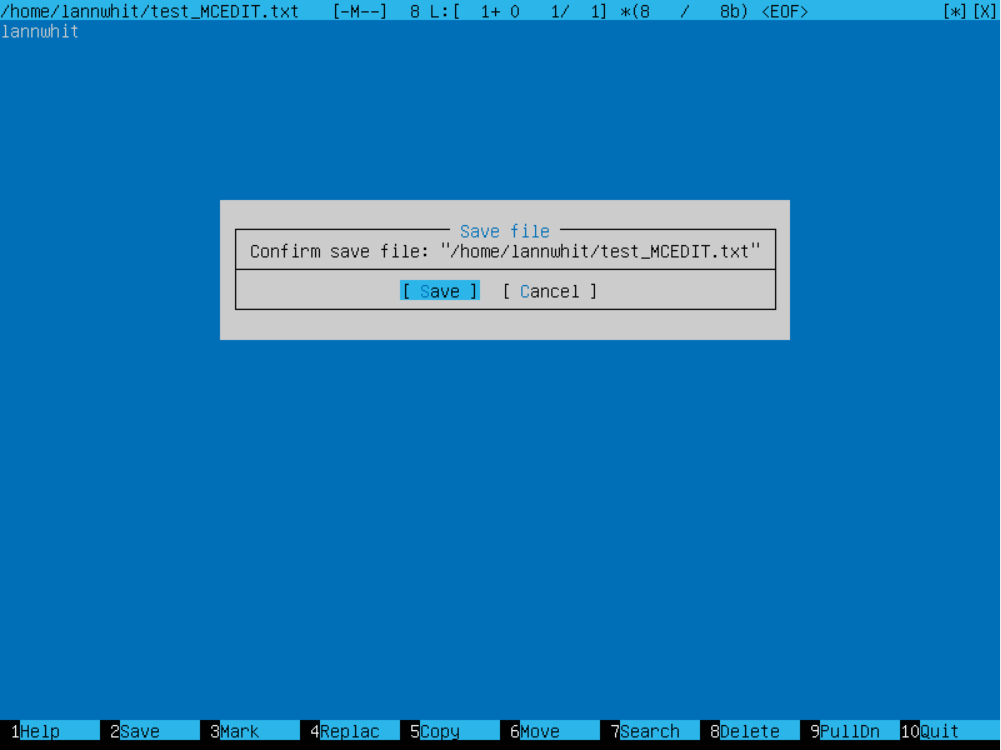 /home/lannwhit/test_MCEDIT.txt [-M--] 8 L:[ 1+ 0 1/ 1] *(8 / 8b) <EOF> [*][X]
lannwhit
Save file
Confirm save file: "/home/lannwhit/test_MCEDIT.txt"
[ Save ] [ Cancel ]
1Help 2Save 3Mark 4Replac 5Copy 6Move 7Search 8Delete 9PullDn 10Quit